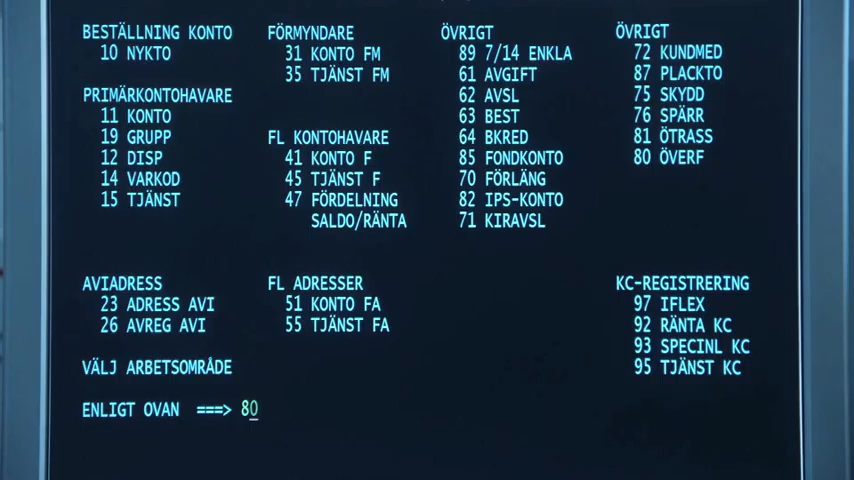 BESTÄLLNING KONTO
10 NYKTO
PRIMÄRKONTOHAVARE
11 KONTO
19 GRUPP
12 DISP
14 VARKOD
15 TJÄNST
AVIADRESS
23 ADRESS AVI
26 AVREG AVI
FÖRMYNDARE
31 KONTO FM
35 TJÄNST FM
FL KONTOHAVARE
41 KONTO F
45 TJÄNST F
47 FÖRDELNING
SALDO/RÄNTA
FL ADRESSER
51 KONTO FA
55 TJÄNST FA
ÖVRIGT
89 7/14 ENKLA
61 AVGIFT
62 AVSL
63 BEST
64 BKRED
85 FONDKONTO
70 FÖRLÄNG
82 IPS-KONTO
71 KIRAVSL
ÖVRIGT
72 KUNDMED
87 PLACKTO
75 SKYDD
76 SPÄRR
81 ÖTRASS
80 ÖVERF
KC-REGISTRERING
97 IFLEX
92 RÄNTA KC
93 SPECINL KC
95 TJÄNST KC
VÄLJ ARBETSOMRÅDE
ENLIGT OVAN ===> 80